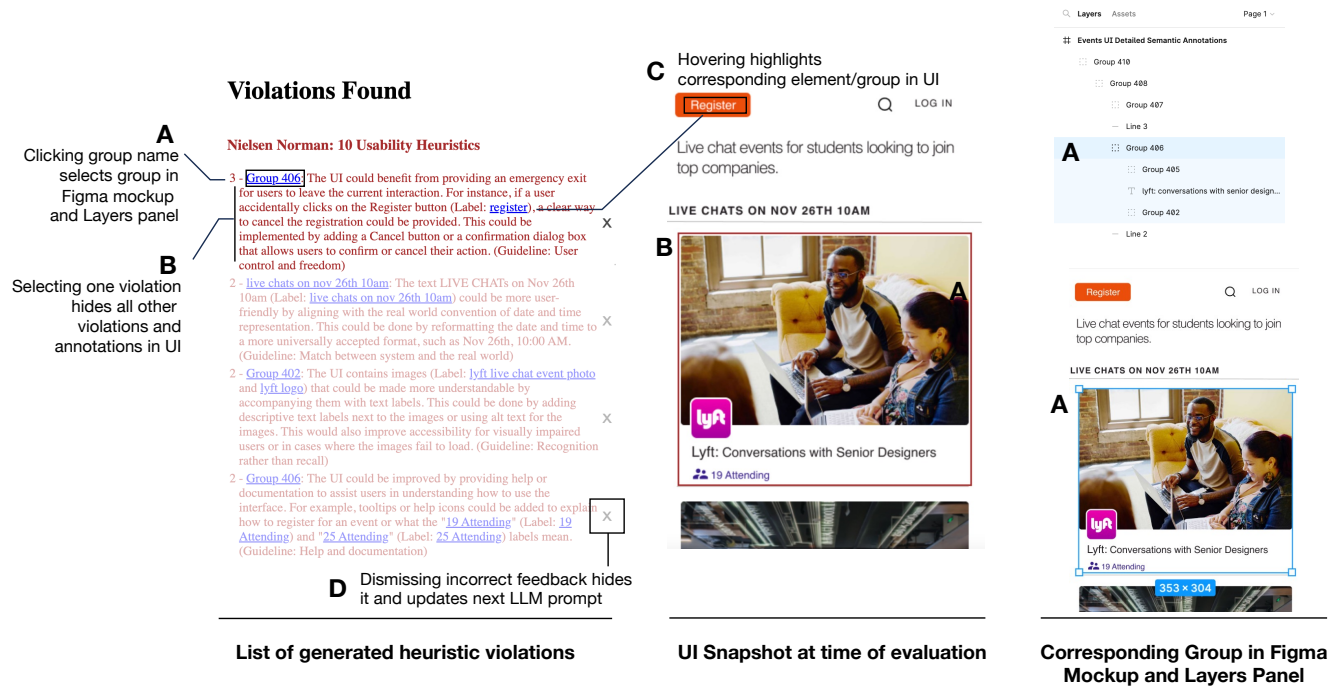 Violations Found
Nielsen Norman: 10 Usability Heuristics
A
Clicking group name
selects group in
Figma mockup
and Layers panel
B
Selecting one violation
hides all other
violations and
annotations in UI
3 - Group 406: The UI could benefit from providing an emergency exit
for users to leave the current interaction. For instance, if a user
accidentally clicks on the Register button (Label: register), a clear way
to cancel the registration could be provided. This could be
implemented by adding a Cancel button or a confirmation dialog box
that allows users to confirm or cancel their action. (Guideline: User
control and freedom)
X
2 - live chats on nov 26th 10am: The text LIVE CHATs on Nov 26th
10am (Label: live chats on nov 26th 10am) could be more user-
friendly by aligning with the real world convention of date and time
representation. This could be done by reformatting the date and time to
a more universally accepted format, such as Nov 26th, 10:00 AM.
(Guideline: Match between system and the real world)
X
2 - Group 402: The UI contains images (Label: lyft live chat event photo
and lyft logo) that could be made more understandable by
accompanying them with text labels. This could be done by adding
descriptive text labels next to the images or using alt text for the
images. This would also improve accessibility for visually impaired
users or in cases where the images fail to load. (Guideline: Recognition
rather than recall)
X
2 - Group 406: The UI could be improved by providing help or
documentation to assist users in understanding how to use the
interface. For example, tooltips or help icons could be added to explain
how to register for an event or what the "19 Attending" (Label: 19
Attending) and "25 Attending" (Label: 25 Attending) labels mean.
(Guideline: Help and documentation)
X
D
Dismissing incorrect feedback hides
it and updates next LLM prompt
List of generated heuristic violations
C
Hovering highlights
corresponding element/group in UI
Register
LOG IN
Live chat events for students looking to join
top companies.
LIVE CHATS ON NOV 26TH 10AM
B
A
lyft
Lyft: Conversations with Senior Designers
19 Attending
UI Snapshot at time of evaluation
Layers Assets Page 1
Events UI Detailed Semantic Annotations
Group 410
Group 408
Group 407
Line 3
A
Group 406
Group 405
T lyft: conversations with senior design...
Group 402
Line 2
Register
LOG IN
Live chat events for students looking to join
top companies.
LIVE CHATS ON NOV 26TH 10AM
A
lyft
Lyft: Conversations with Senior Designers
19 Attending
353 × 304
Corresponding Group in Figma
Mockup and Layers Panel